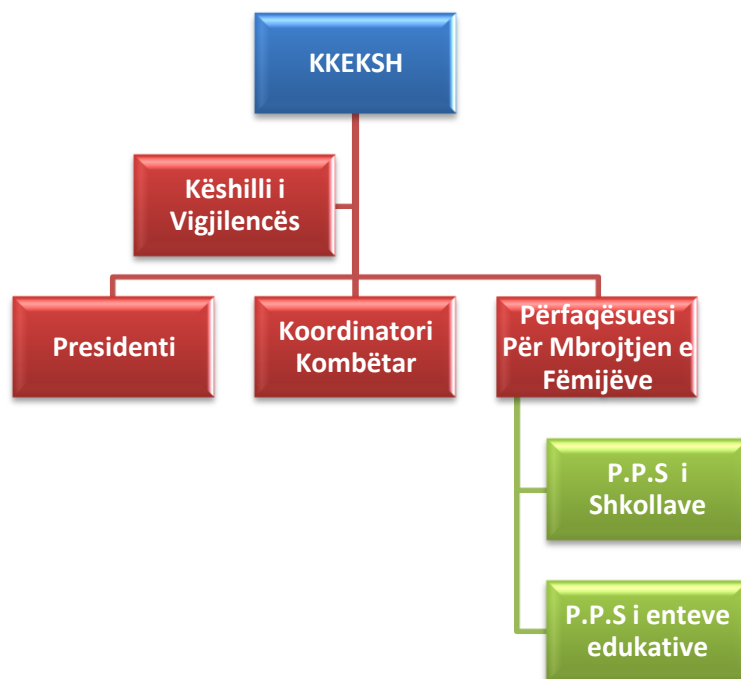 KKEKSH
Këshilli i
Vigjilencës
Presidenti
Koordinatori
Kombëtar
Përfaqësuesi
Për Mbrojtjen e
Fëmijëve
P.P.S i
Shkollave
P.P.S i enteve
edukative